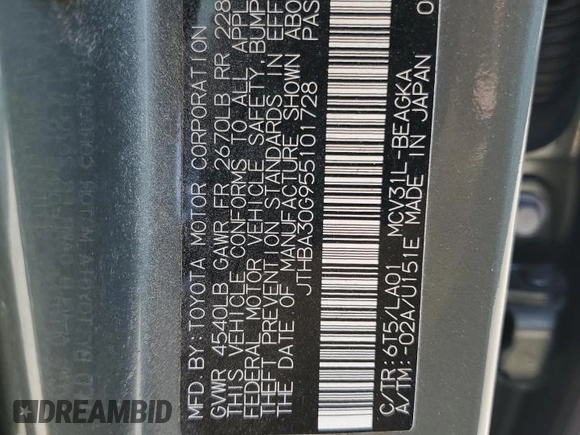 MFD.BY:TOYOTA MOTOR CORPORATION
GVWR 4540LB GAWR FR 2670LB RR 228
THIS VEHICLE CONFORMS TO ALL APPL
FEDERAL MOTOR VEHICLE SAFETY, BUMP
THEFT PREVENTION STANDARDS IN EFF
THE DATE OF MANUFACTURE SHOWN ABO
JTHBA30G955101728 PAS
C/TR:6T5/LA01 MCV31L-BEAGKA
A/TM:-02A/U151E MADE IN JAPAN 0
DREAMBID